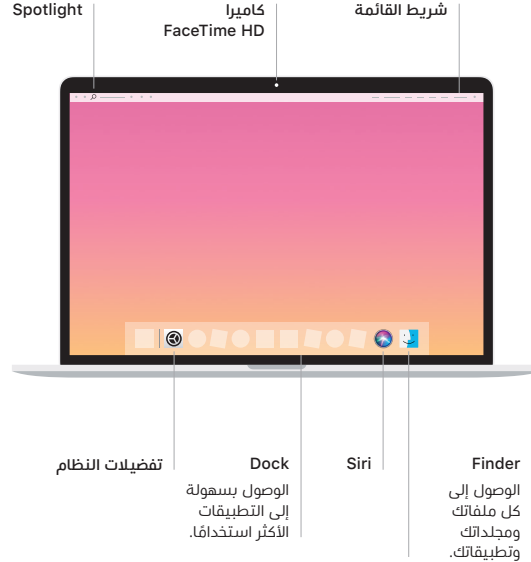 شريط القائمة
كاميرا
FaceTime HD
Spotlight
Finder
الوصول إلى
كل ملفاتك
ومجلداتك
وتطبيقاتك.
Siri
Dock
الوصول بسهولة
إلى التطبيقات
الأكثر استخدامًا.
تفضيلات النظام